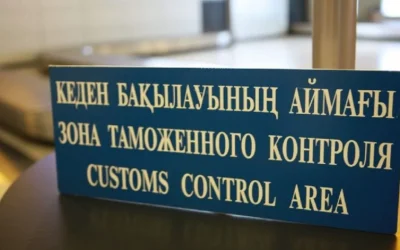 КЕДЕН БАҚЫЛАУЫНЫҢ АЙМАҒЫ
ЗОНА ТАМОЖЕННОГО КОНТРОЛЯ
CUSTOMS CONTROL AREA